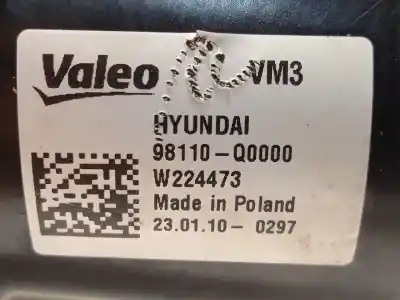 Valeo VM3
HYUNDAI
98110-Q0000
W224473
Made in Poland
23.01.10- 0297